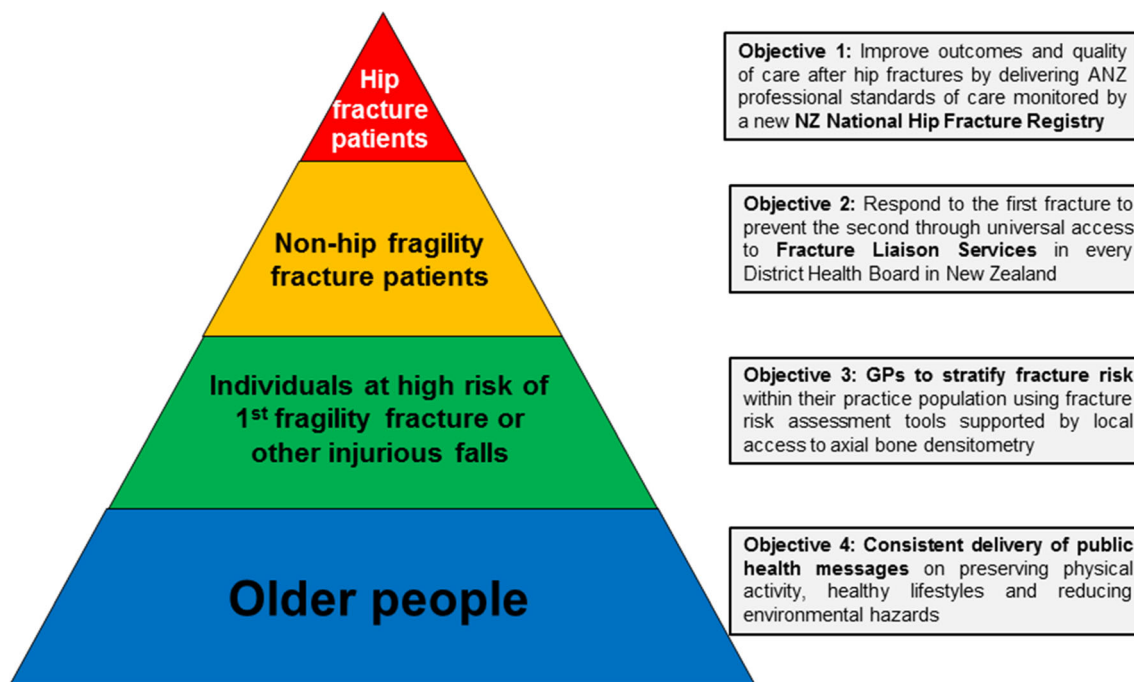 Hip
fracture
patients
Objective 1: Improve outcomes and quality
of care after hip fractures by delivering ANZ
professional standards of care monitored by
a new NZ National Hip Fracture Registry
Non-hip fragility
fracture patients
Objective 2: Respond to the first fracture to
prevent the second through universal access
to Fracture Liaison Services in every
District Health Board in New Zealand
Individuals at high risk of
1st fragility fracture or
other injurious falls
Objective 3: GPs to stratify fracture risk
within their practice population using fracture
risk assessment tools supported by local
access to axial bone densitometry
Older people
Objective 4: Consistent delivery of public
health messages on preserving physical
activity, healthy lifestyles and reducing
environmental hazards